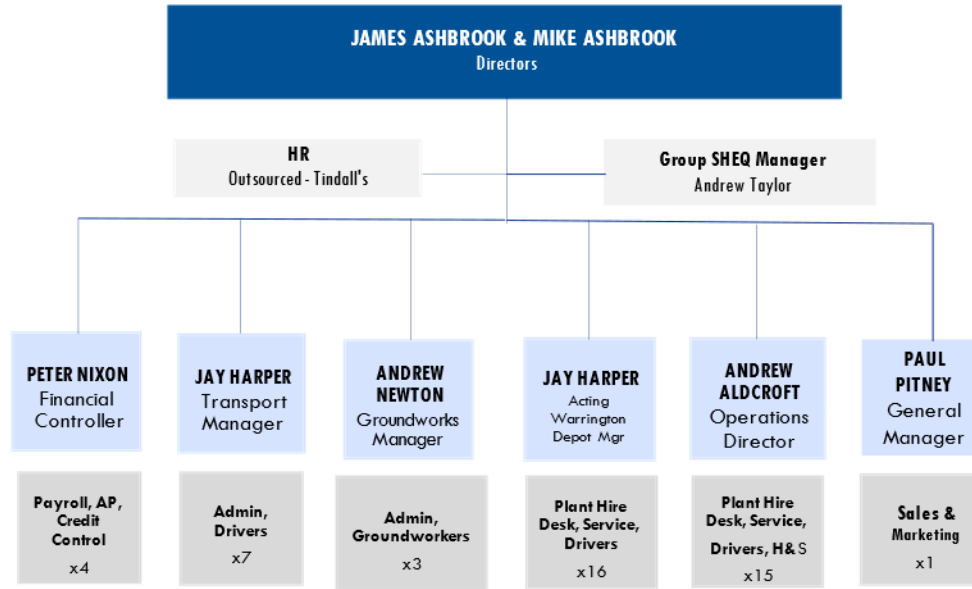 JAMES ASHBROOK & MIKE ASHBROOK
Directors
HR
Outsourced - Tindall's
Group SHEQ Manager
Andrew Taylor
PETER NIXON
Financial
Controller
JAY HARPER
Transport
Manager
ANDREW
NEWTON
Groundworks
Manager
JAY HARPER
Acting
Warrington
Depot Mgr
ANDREW
ALDCROFT
Operations
Director
PAUL
PITNEY
General
Manager
Payroll, AP,
Credit
Control
x4
Admin,
Drivers
x7
Admin,
Groundworkers
x3
Plant Hire
Desk, Service,
Drivers
x16
Plant Hire
Desk, Service,
Drivers, H& S
x15
Sales &
Marketing
x1